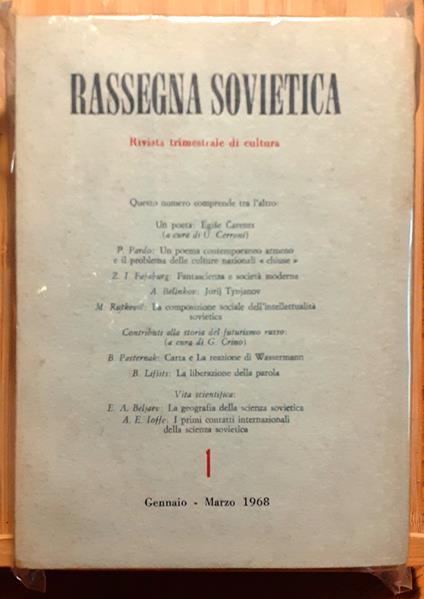 RASSEGNA SOVIETICA
Rivista trimestrale di cultura
Questo numero comprende tra l'altro:
Un poeta: Egiše Čarents
(a cura di U. Cerroni)
P. Pardo: Un poema contemporaneo armeno
e il problema delle culture nazionali « chiuse »
Z. I. Fajnburg: Fantascienza e società moderna
A. Belinkov: Jurij Tynjanov
M. Rutkevič: La composizione sociale dell'intellettualità
sovietica
Contributi alla storia del futurismo russo:
(a cura di G. Crino)
B. Pasternak: Carta e La reazione di Wassermann
B. Lifšits: La liberazione della parola
Vita scientifica:
E. A. Beljaev: La geografia della scienza sovietica
A. E. Ioffe: I primi contatti internazionali
della scienza sovietica
1
Gennaio - Marzo 1968